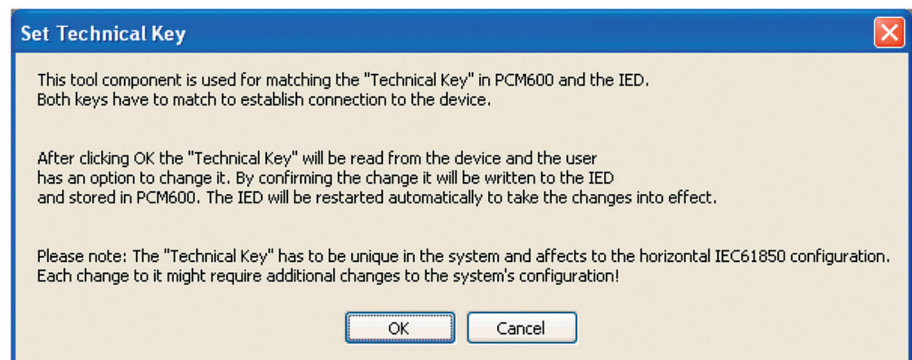 Set Technical Key
This tool component is used for matching the "Technical Key" in PCM600 and the IED.
Both keys have to match to establish connection to the device.
After clicking OK the "Technical Key" will be read from the device and the user
has an option to change it. By confirming the change it will be written to the IED
and stored in PCM600. The IED will be restarted automatically to take the changes into effect.
Please note: The "Technical Key" has to be unique in the system and affects to the horizontal IEC61850 configuration.
Each change to it might require additional changes to the system's configuration!
OK
Cancel